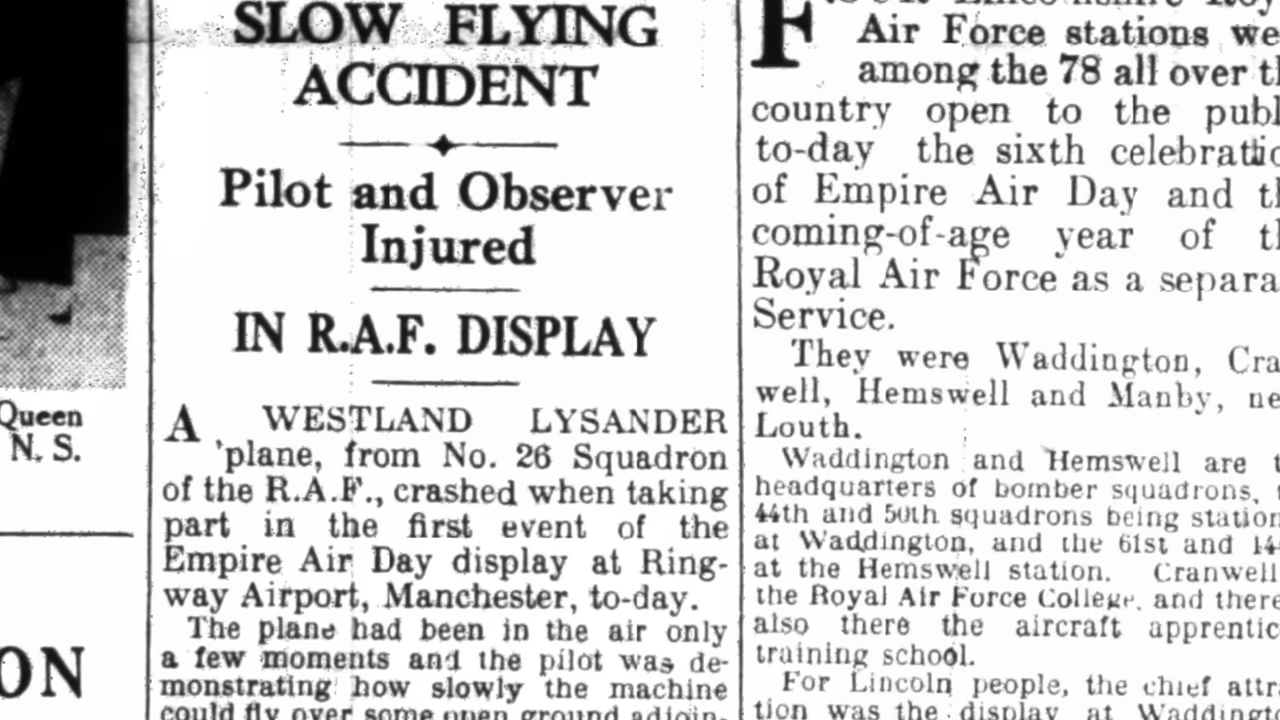 Queen
N. S.
ON
SLOW FLYING
ACCIDENT
Pilot and Observer
Injured
IN R.A.F. DISPLAY
A WESTLAND LYSANDER
'plane, from No. 26 Squadron
of the R.A.F., crashed when taking
part in the first event of the
Empire Air Day display at Ring-
way Airport, Manchester, to-day.
The plane had been in the air only
a few moments and the pilot was de-
monstrating how slowly the machine
could fly over some open ground adjoin-
F
Air Force stations we
among the 78 all over th
country open to the publ
to-day the sixth celebratio
of Empire Air Day and th
coming-of-age year of th
Royal Air Force as a separa
Service.
They were Waddington, Cra
well, Hemswell and Manby, ne
Louth.
Waddington and Hemswell are t
headquarters of bomber squadrons,
44th and 50th squadrons being station
at Waddington, and the 61st and 14
at the Hemswell station. Cranwell
the Royal Air Force College, and there
also there the aircraft apprentic
training school.
For Lincoln people, the chief attra
tion was the display at Waddingto